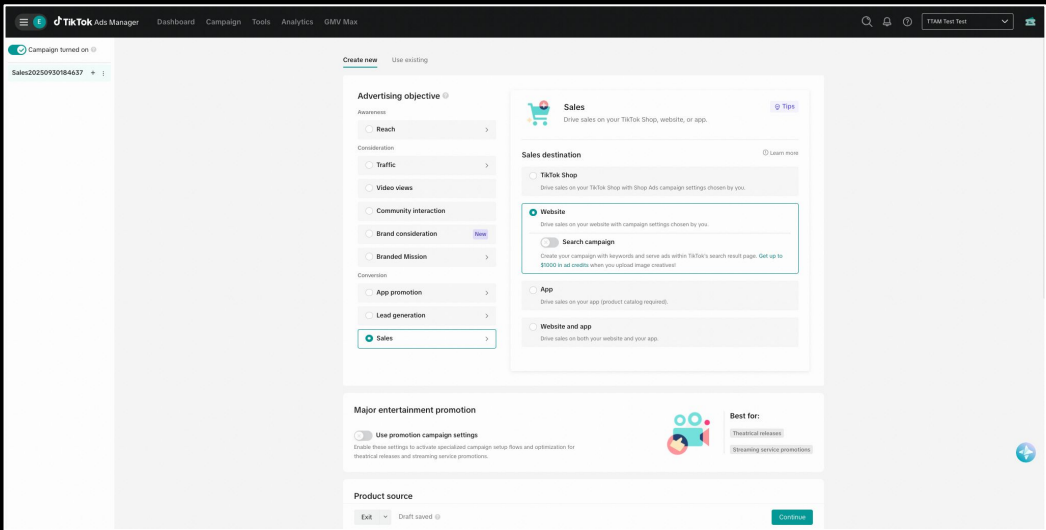 E TikTok Ads Manager Dashboard Campaign Tools Analytics GMV Max TTAM Test Test
Campaign turned on
Sales20250930184637
Create new Use existing
Advertising objective
Awareness
Reach
Consideration
Traffic
Video views
Community interaction
Brand consideration New
Branded Mission
Conversion
App promotion
Lead generation
Sales
Sales
Tips
Drive sales on your TikTok Shop, website, or app.
Sales destination
Learn more
TikTok Shop
Drive sales on your TikTok Shop with Shop Ads campaign settings chosen by you.
Website
Drive sales on your website with campaign settings chosen by you.
Search campaign
Create your campaign with keywords and serve ads within TikTok's search result page. Get up to
$1000 in ad credits when you upload image creatives!
App
Drive sales on your app (product catalog required).
Website and app
Drive sales on both your website and your app.
Major entertainment promotion
Use promotion campaign settings
Enable these settings to activate specialized campaign setup flows and optimization for
theatrical releases and streaming service promotions.
Best for:
Theatrical releases
Streaming service promotions
Product source
Exit Draft saved Continue